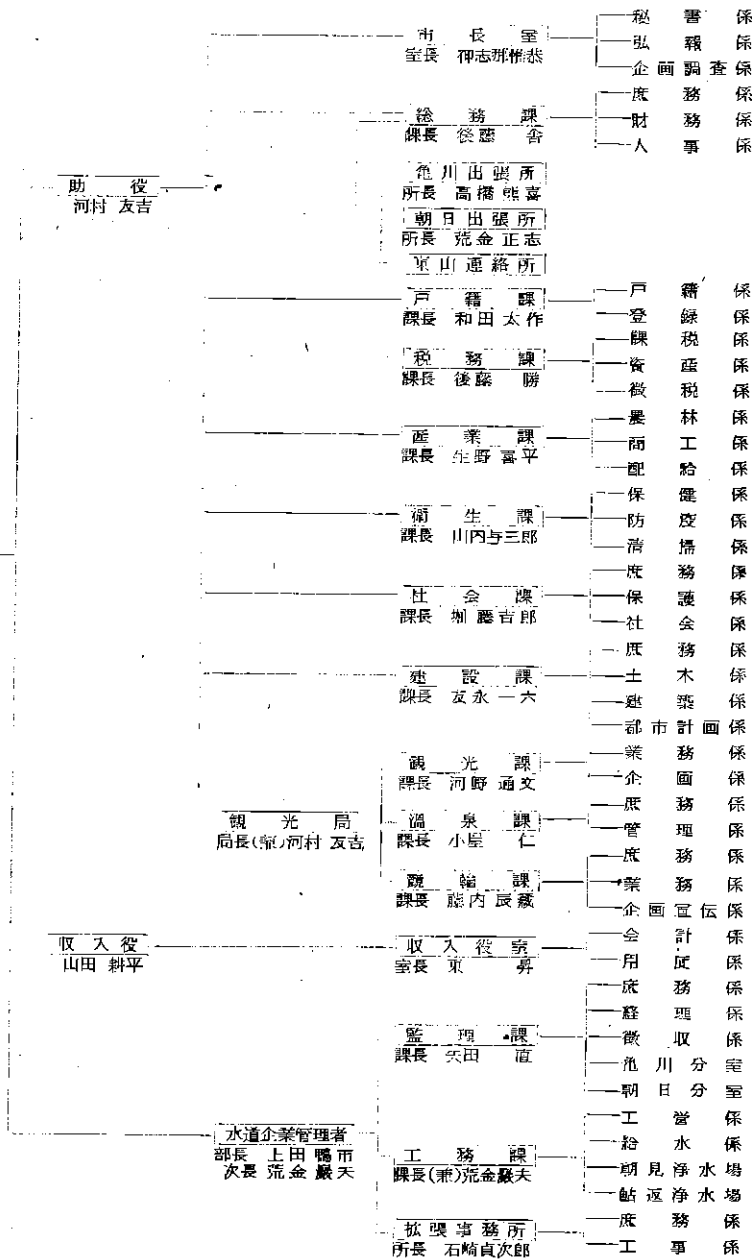 市長室
室長
秘書係
弘報係
企画調査係
総務課
課長 後藤
庶務係
財務係
人事係
助役
河村 友吉
亀川出張所
所長 高橋 熊喜
朝日出張所
所長 荒金 正志
東山連絡所
戸籍課
課長 和田太作
戸籍係
登録係
税務課
課長 後藤 勝
課税係
資産係
徴税係
産業課
課長 生野喜平
農林係
商工係
配給係
衛生課
課長 山内与三郎
保健係
防疫係
清掃係
社会課
課長 堀藤吉郎
庶務係
保護係
社会係
建設課
課長 友永一六
庶務係
土木係
建築係
都市計画係
観光局
局長(兼)河村友吉
観光課
課長 河野通文
業務係
企画係
温泉課
課長 小屋 仁
庶務係
管理係
競輪課
課長 藤内辰蔵
庶務係
業務係
企画宣伝係
収入役
山田 耕平
収入役室
室長 東 昇
会計係
用度係
監理課
課長 矢田 直
庶務係
経理係
徴収係
亀川分室
朝日分室
水道企業管理者
部長 上田鴨市
次長 荒金巌夫
工務課
課長(兼)荒金巌夫
工営係
給水係
朝見浄水場
鮎返浄水場
拡張事務所
所長 石崎貞次郎
庶務係
工事係